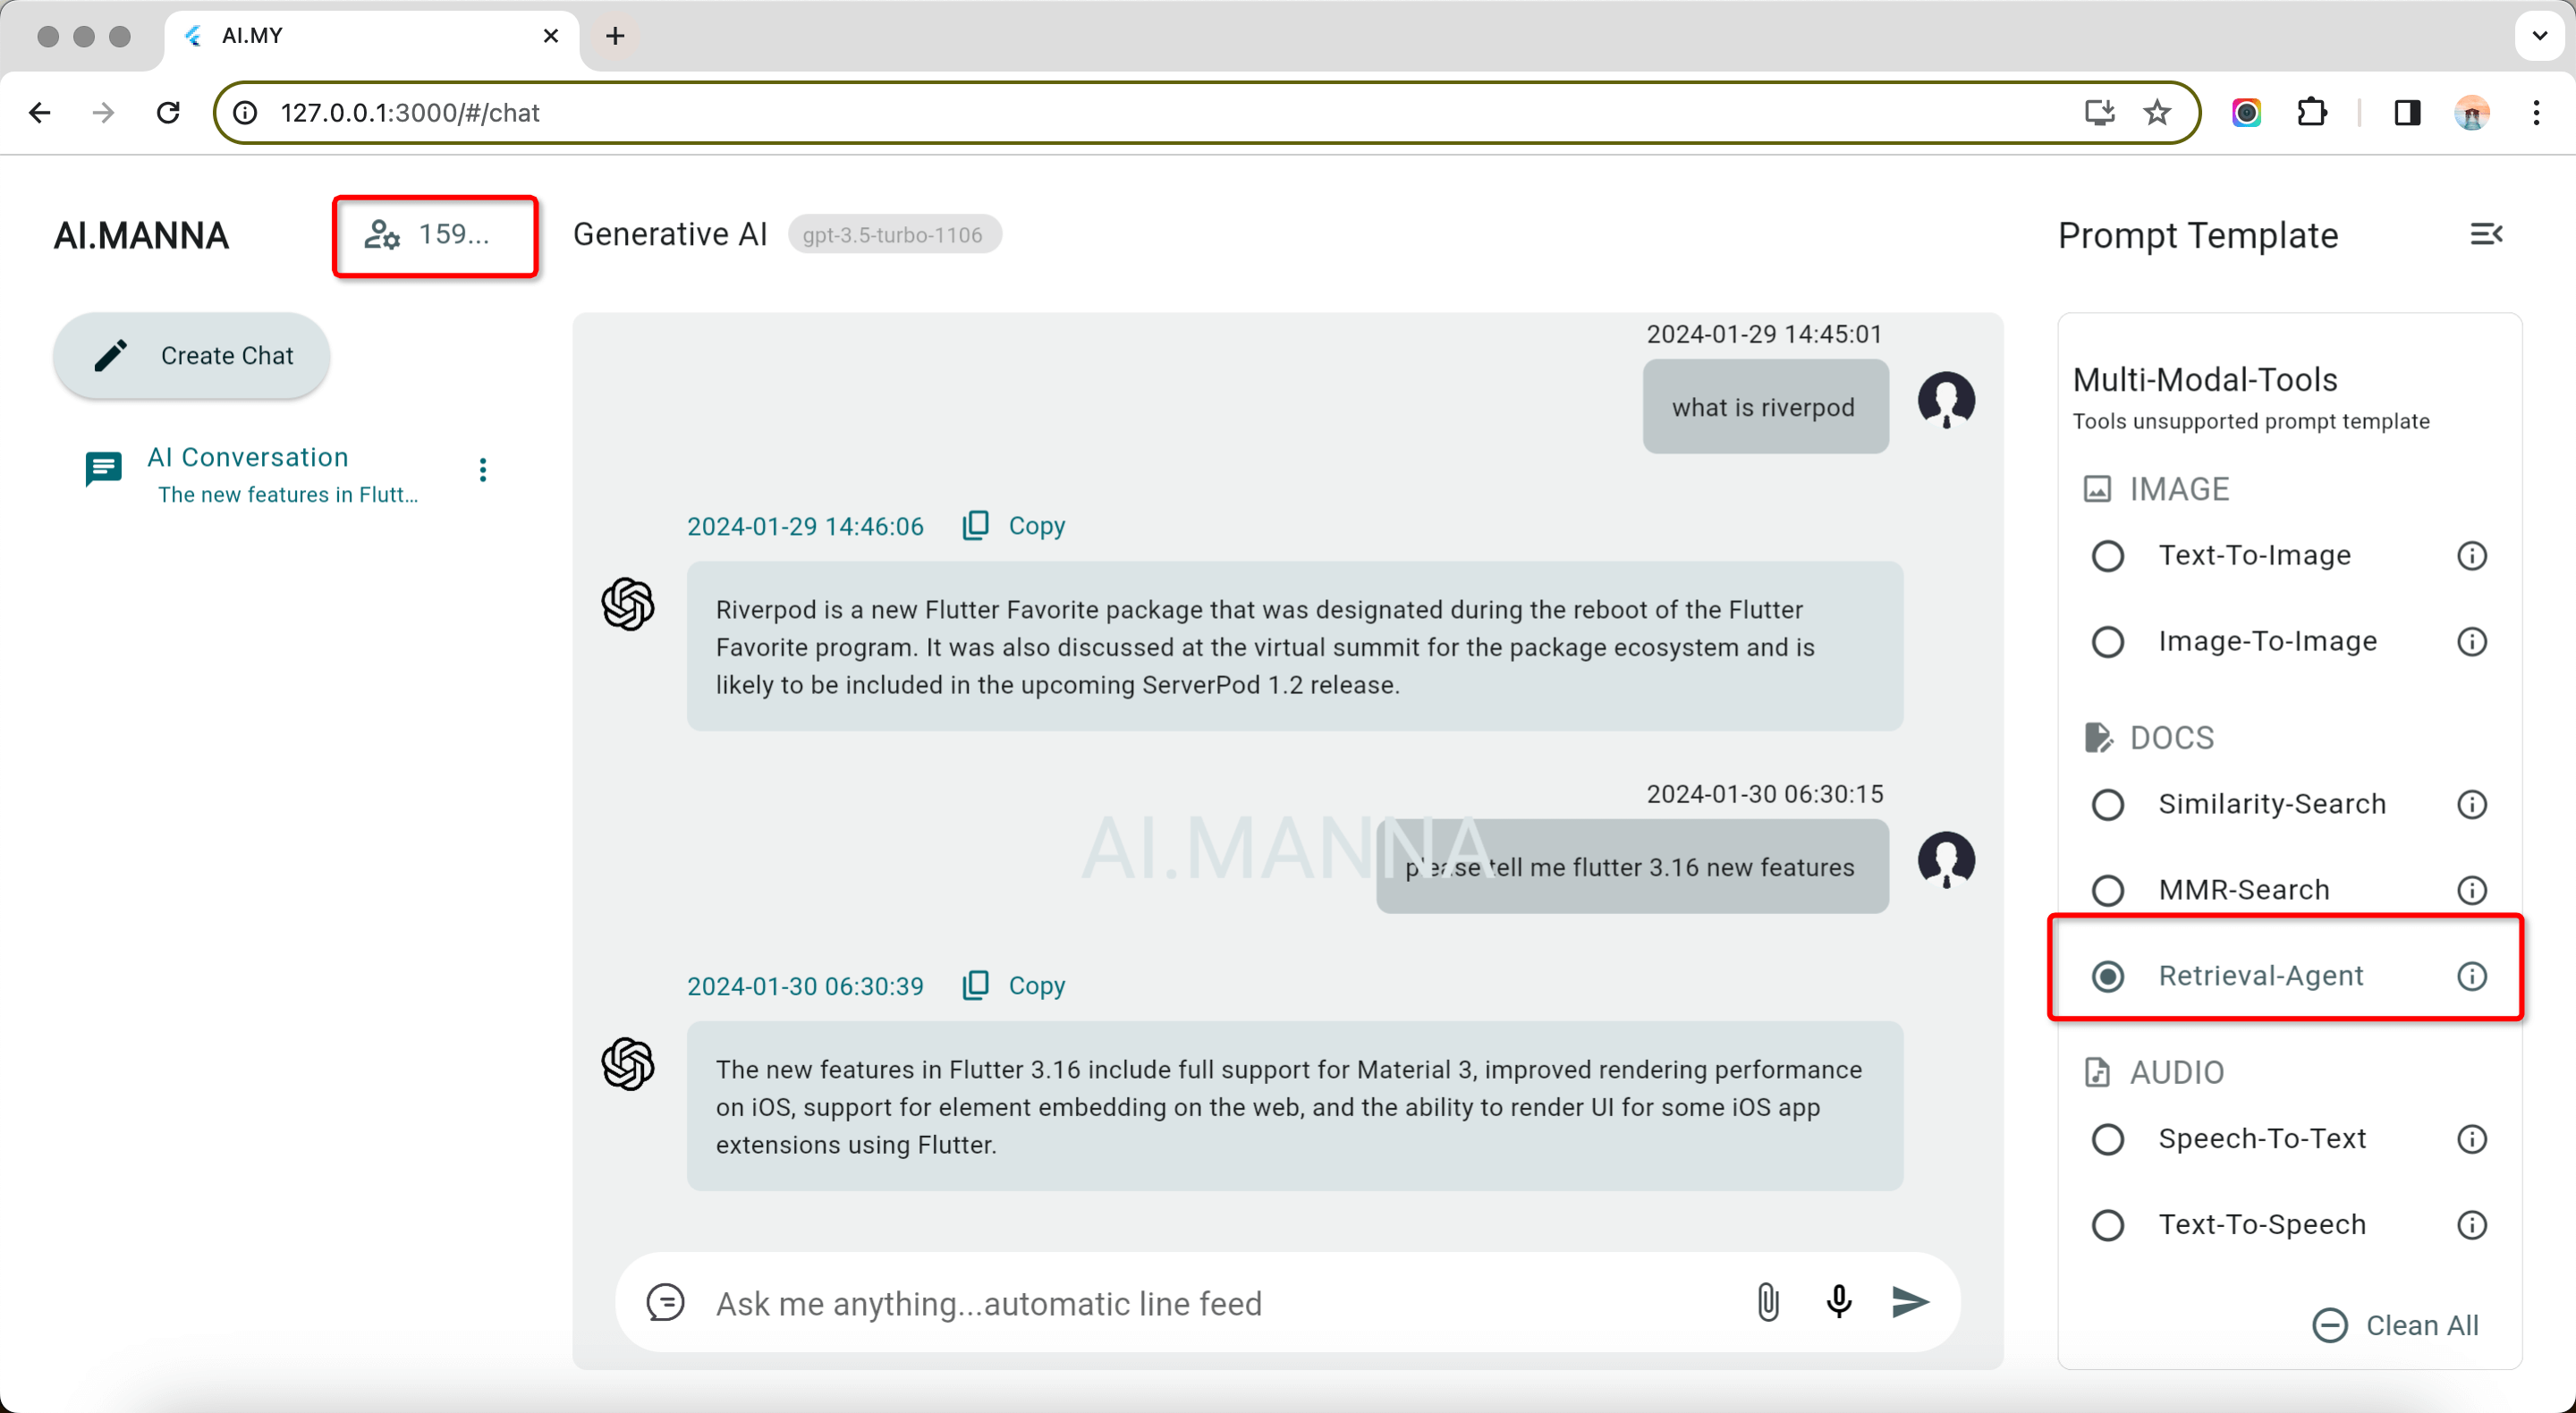 AI.MY
127.0.0.1:3000/#/chat
AI.MANNA
159...
Generative AI
gpt-3.5-turbo-1106
Prompt Template
Create Chat
AI Conversation
The new features in Flutt...
2024-01-29 14:45:01
what is riverpod
2024-01-29 14:46:06
Copy
Riverpod is a new Flutter Favorite package that was designated during the reboot of the Flutter
Favorite program. It was also discussed at the virtual summit for the package ecosystem and is
likely to be included in the upcoming ServerPod 1.2 release.
2024-01-30 06:30:15
AI.MANNA
please tell me flutter 3.16 new features
2024-01-30 06:30:39
Copy
The new features in Flutter 3.16 include full support for Material 3, improved rendering performance
on iOS, support for element embedding on the web, and the ability to render UI for some iOS app
extensions using Flutter.
Ask me anything...automatic line feed
Multi-Modal-Tools
Tools unsupported prompt template
IMAGE
Text-To-Image
Image-To-Image
DOCS
Similarity-Search
MMR-Search
Retrieval-Agent
AUDIO
Speech-To-Text
Text-To-Speech
Clean All